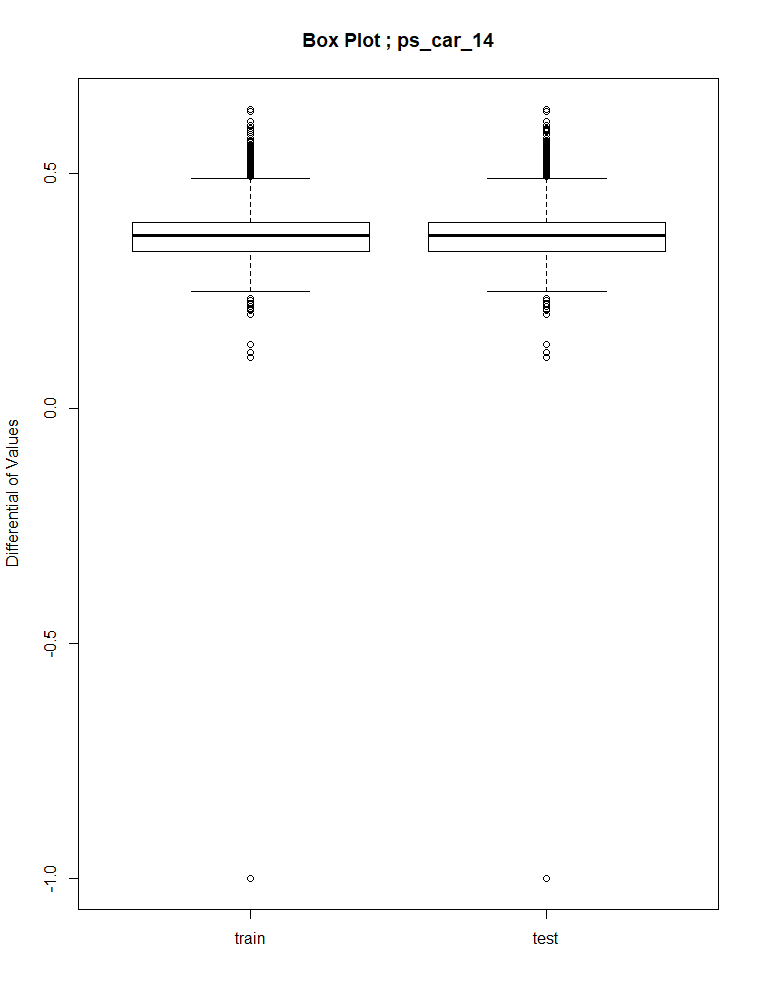 Box Plot ; ps_car_14
Differential of Values
0.5
0.0
-0.5
-1.0
train
test